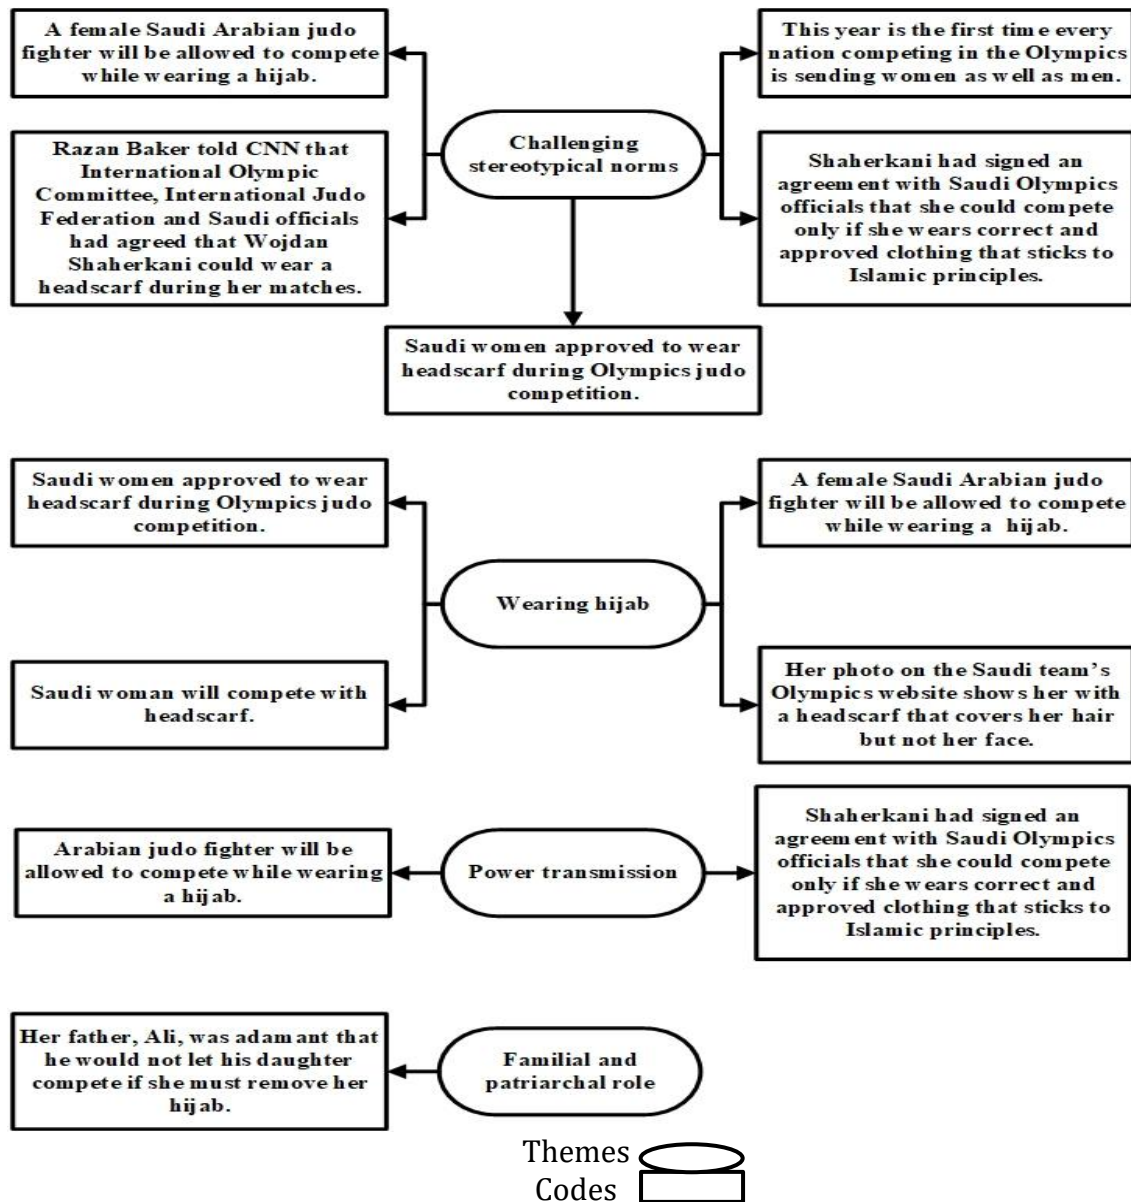 A female Saudi Arabian judo
fighter will be allowed to compete
while wearing a hijab.
This year is the first time every
nation competing in the Olympics
is sending women as well as men.
Challenging
stereotypical norms
Razan Baker told CNN that
International Olympic
Committee, International Judo
Federation and Saudi officials
had agreed that Wojdan
Shaherkani could wear a
headscarf during her matches.
Shaherkani had signed an
agreement with Saudi Olympics
officials that she could compete
only if she wears correct and
approved clothing that sticks to
Islamic principles.
Saudi women approved to wear
headscarf during Olympics judo
competition.
Saudi women approved to wear
headscarf during Olympics judo
competition.
A female Saudi Arabian judo
fighter will be allowed to compete
while wearing a hijab.
Wearing hijab
Saudi woman will compete with
headscarf.
Her photo on the Saudi team’s
Olympics website shows her with
a headscarf that covers her hair
but not her face.
Arabian judo fighter will be
allowed to compete while wearing
a hijab.
Power transmission
Shaherkani had signed an
agreement with Saudi Olympics
officials that she could compete
only if she wears correct and
approved clothing that sticks to
Islamic principles.
Her father, Ali, was adamant that
he would not let his daughter
compete if she must remove her
hijab.
Familial and
patriarchal role
Themes
Codes